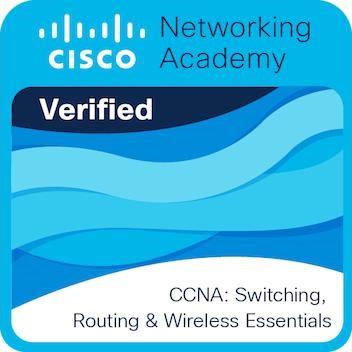 CISCO
Networking
Academy
Verified
CCNA: Switching,
Routing & Wireless Essentials